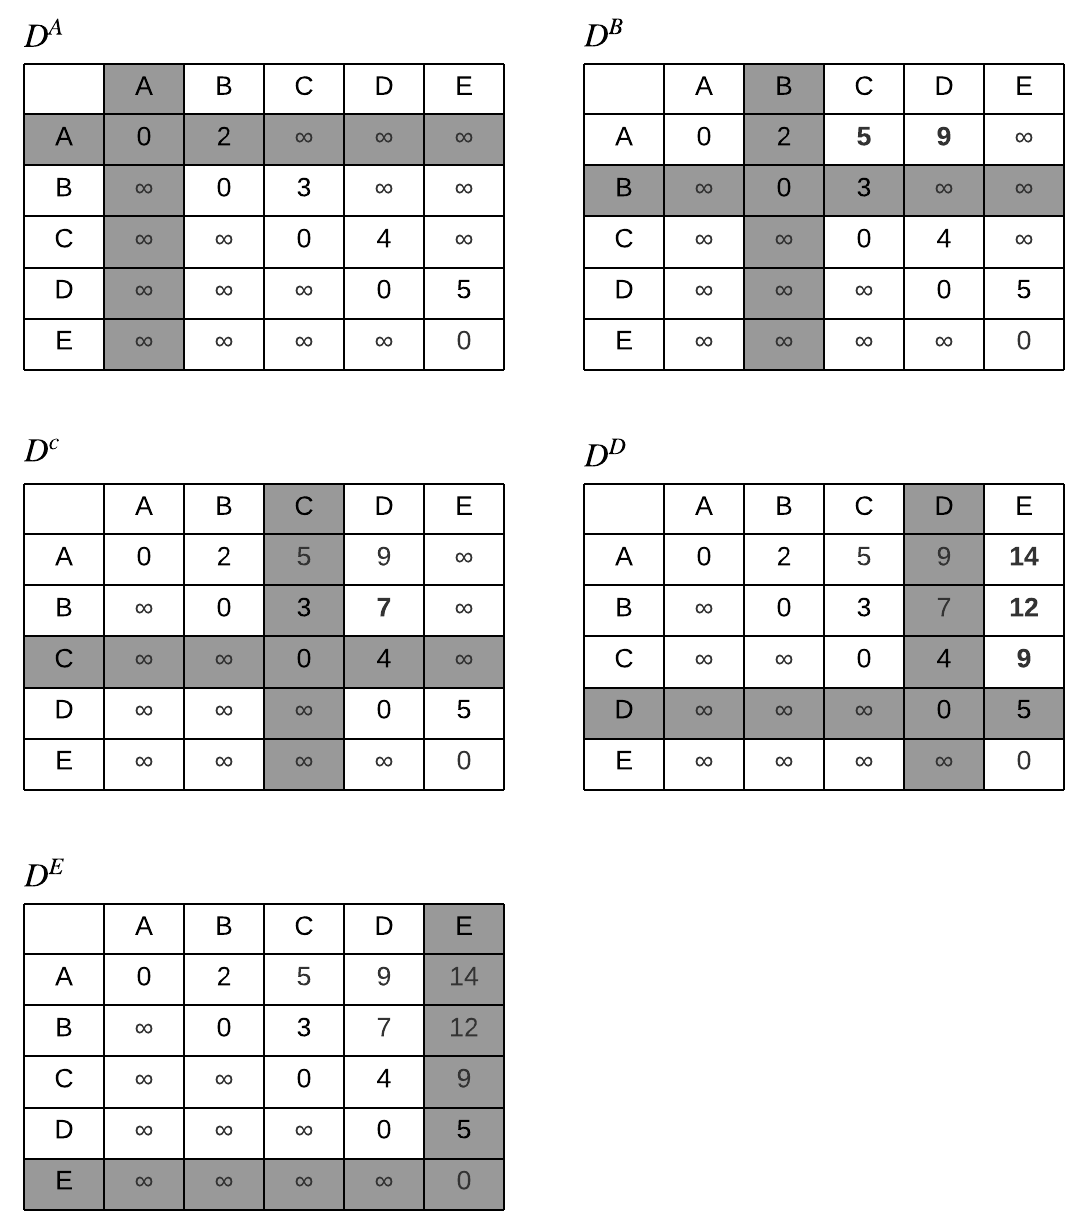 D^A
A B C D E
A 0 2 ∞ ∞ ∞
B ∞ 0 3 ∞ ∞
C ∞ ∞ 0 4 ∞
D ∞ ∞ ∞ 0 5
E ∞ ∞ ∞ ∞ 0
D^B
A B C D E
A 0 2 5 9 ∞
B ∞ 0 3 ∞ ∞
C ∞ ∞ 0 4 ∞
D ∞ ∞ ∞ 0 5
E ∞ ∞ ∞ ∞ 0
D^c
A B C D E
A 0 2 5 9 ∞
B ∞ 0 3 7 ∞
C ∞ ∞ 0 4 ∞
D ∞ ∞ ∞ 0 5
E ∞ ∞ ∞ ∞ 0
D^D
A B C D E
A 0 2 5 9 14
B ∞ 0 3 7 12
C ∞ ∞ 0 4 9
D ∞ ∞ ∞ 0 5
E ∞ ∞ ∞ ∞ 0
D^E
A B C D E
A 0 2 5 9 14
B ∞ 0 3 7 12
C ∞ ∞ 0 4 9
D ∞ ∞ ∞ 0 5
E ∞ ∞ ∞ ∞ 0